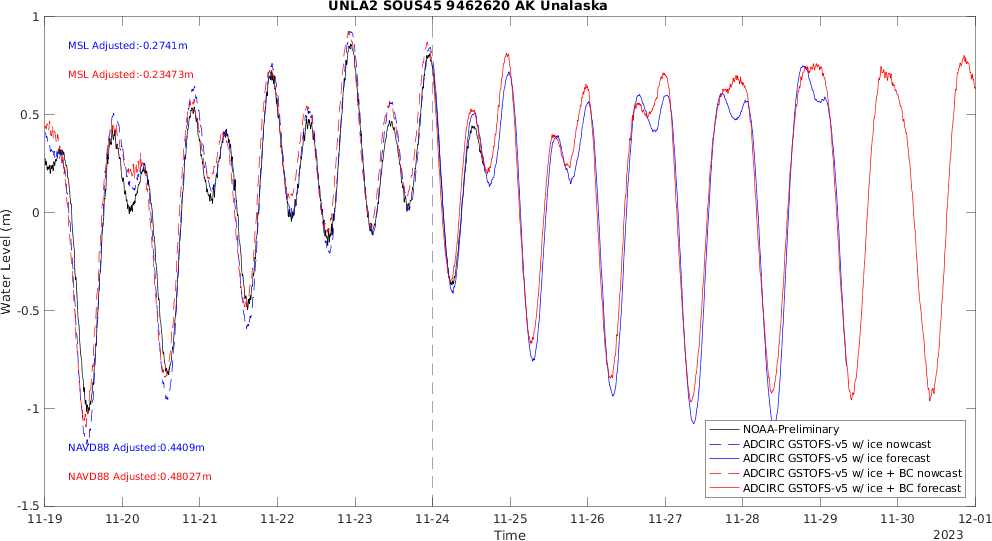 UNLA2 SOUS45 9462620 AK Unalaska
MSL Adjusted:-0.2741m
MSL Adjusted:-0.23473m
NAVD88 Adjusted:0.4409m
NAVD88 Adjusted:0.48027m
Water Level (m)
1
0.5
0
-0.5
-1
-1.5
NOAA-Preliminary
ADCIRC GSTOFS-v5 w/ ice nowcast
ADCIRC GSTOFS-v5 w/ ice forecast
ADCIRC GSTOFS-v5 w/ ice + BC nowcast
ADCIRC GSTOFS-v5 w/ ice + BC forecast
11-19 11-20 11-21 11-22 11-23 11-24 11-25 11-26 11-27 11-28 11-29 11-30 12-01
Time
2023